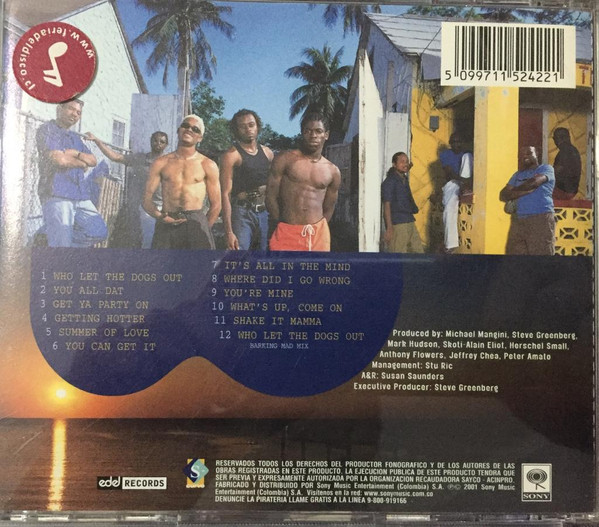 www.feriadeldisco.cl
5 099711 524221
1 WHO LET THE DOGS OUT
2 YOU ALL DAT
3 GET YA PARTY ON
4 GETTING HOTTER
5 SUMMER OF LOVE
6 YOU CAN GET IT
7 IT'S ALL IN THE MIND
8 WHERE DID I GO WRONG
9 YOU'RE MINE
10 WHAT'S UP, COME ON
11 SHAKE IT MAMMA
12 WHO LET THE DOGS OUT
BARKING MAD MIX
Produced by: Michael Mangini, Steve Greenberg,
Mark Hudson, Skoti-Alain Eliot, Herschel Small,
Anthony Flowers, Jeffrey Chea, Peter Amato
Management: Stu Ric
A&R: Susan Saunders
Executive Producer: Steve Greenberg
edel RECORDS
S
RESERVADOS TODOS LOS DERECHOS DEL PRODUCTOR FONOGRAFICO Y DE LOS AUTORES DE LAS
OBRAS REGISTRADAS EN ESTE PRODUCTO. LA EJECUCION PUBLICA DE ESTE PRODUCTO TENDRA QUE
SER PREVIA Y EXPRESAMENTE AUTORIZADA POR LA ORGANIZACION RECAUDADORA SAYCO - ACINPRO.
FABRICADO Y DISTRIBUIDO POR Sony Music Entertainment (Colombia) S.A. ℗© 2001 Sony Music
Entertainment (Colombia) S.A. Visítenos en la red: www.sonymusic.com.co
DENUNCIE LA PIRATERIA LLAME GRATIS A LA LINEA 9-800-919166
SONY